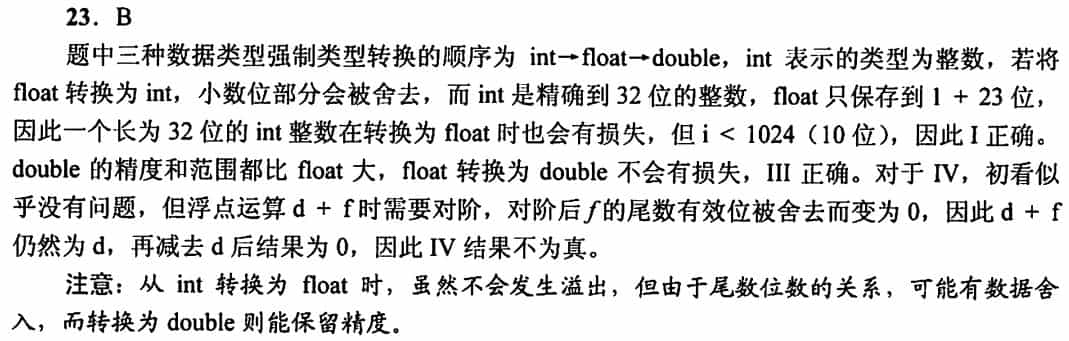 23. B
题中三种数据类型强制类型转换的顺序为 int→float→double，int 表示的类型为整数，若将
float 转换为 int，小数位部分会被舍去，而 int 是精确到 32 位的整数，float 只保存到 1 + 23 位，
因此一个长为 32 位的 int 整数在转换为 float 时也会有损失，但 i < 1024（10 位），因此 I 正确。
double 的精度和范围都比 float 大，float 转换为 double 不会有损失，III 正确。对于 IV，初看似
乎没有问题，但浮点运算 d + f 时需要对阶，对阶后 f 的尾数有效位被舍去而变为 0，因此 d + f
仍然为 d，再减去 d 后结果为 0，因此 IV 结果不为真。
注意：从 int 转换为 float 时，虽然不会发生溢出，但由于尾数位数的关系，可能有数据舍
入，而转换为 double 则能保留精度。